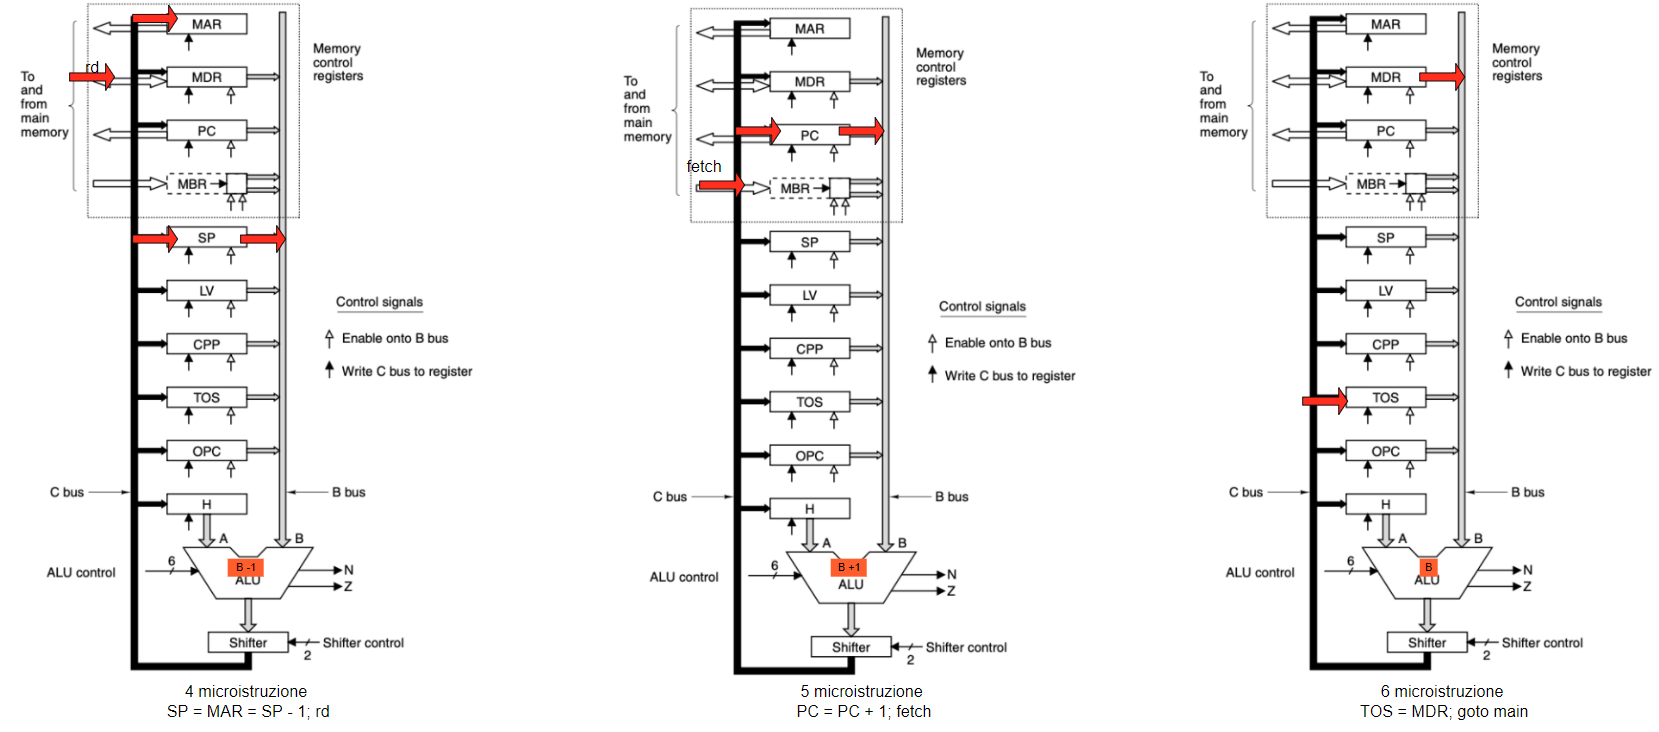 MAR
rd
MDR
PC
MBR
To
and
from
main
memory
Memory
control
registers
SP
LV
CPP
TOS
OPC
H
Control signals
Enable onto B bus
Write C bus to register
C bus
B bus
A
B
6
ALU control
B -1
ALU
N
Z
Shifter
Shifter control
2
4 microistruzione
SP = MAR = SP - 1; rd
MAR
MDR
PC
fetch
MBR
To
and
from
main
memory
Memory
control
registers
SP
LV
CPP
TOS
OPC
H
Control signals
Enable onto B bus
Write C bus to register
C bus
B bus
A
B
6
ALU control
B +1
ALU
N
Z
Shifter
Shifter control
2
5 microistruzione
PC = PC + 1; fetch
MAR
MDR
PC
MBR
To
and
from
main
memory
Memory
control
registers
SP
LV
CPP
TOS
OPC
H
Control signals
Enable onto B bus
Write C bus to register
C bus
B bus
A
B
6
ALU control
B
ALU
N
Z
Shifter
Shifter control
2
6 microistruzione
TOS = MDR; goto main